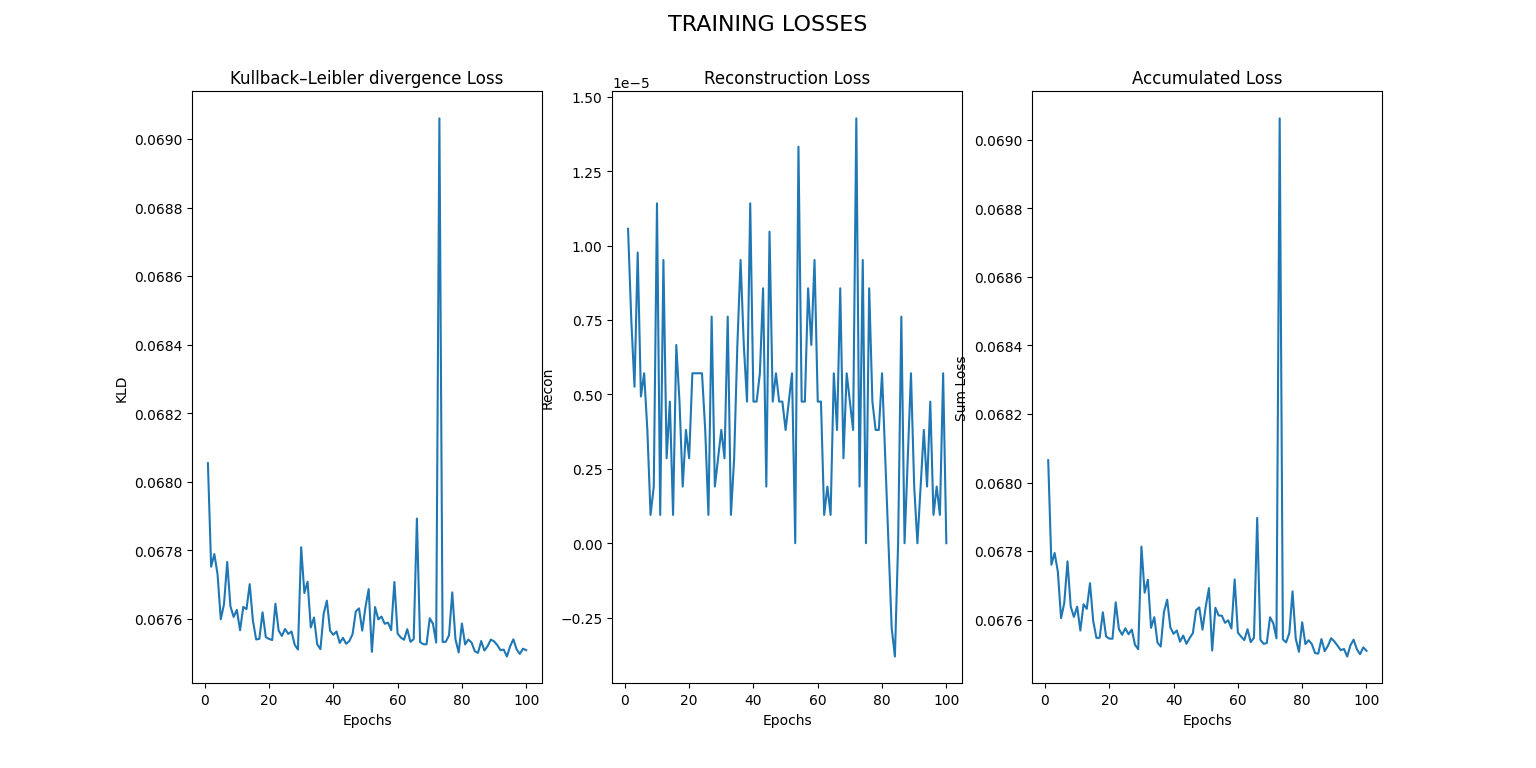 TRAINING LOSSES
Kullback–Leibler divergence Loss
KLD
0.0690
0.0688
0.0686
0.0684
0.0682
0.0680
0.0678
0.0676
0 20 40 60 80 100
Epochs
Reconstruction Loss
1e−5
Recon
1.50
1.25
1.00
0.75
0.50
0.25
0.00
−0.25
0 20 40 60 80 100
Epochs
Accumulated Loss
Sum Loss
0.0690
0.0688
0.0686
0.0684
0.0682
0.0680
0.0678
0.0676
0 20 40 60 80 100
Epochs